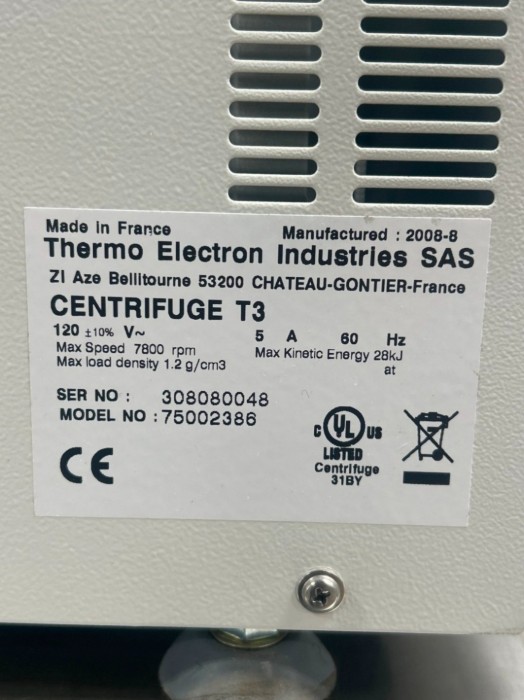 Made in France Manufactured : 2008-8
Thermo Electron Industries SAS
ZI Aze Bellitourne 53200 CHATEAU-GONTIER-France
CENTRIFUGE T3
120 ±10% V~ 5 A 60 Hz
Max Speed 7800 rpm Max Kinetic Energy 28kJ
Max load density 1.2 g/cm3 at
SER NO : 308080048
MODEL NO : 75002386
C UL US
LISTED
CE
Centrifuge
31BY